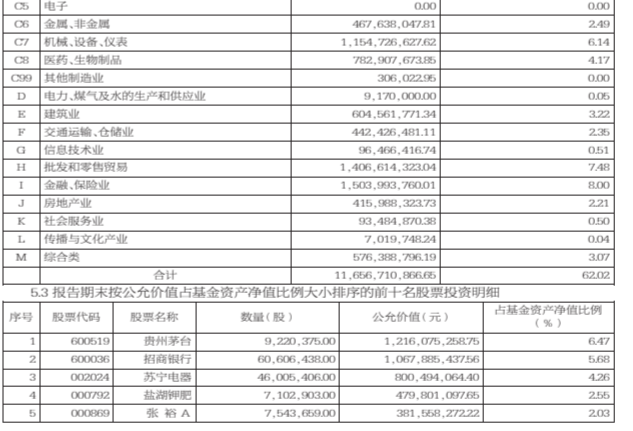 C5 电子 0.00 0.00
C6 金属、非金属 467,638,047.81 2.49
C7 机械、设备、仪表 1,154,726,627.62 6.14
C8 医药、生物制品 782,907,673.85 4.17
C99 其他制造业 306,022.95 0.00
D 电力、煤气及水的生产和供应业 9,170,000.00 0.05
E 建筑业 604,561,771.34 3.22
F 交通运输、仓储业 442,426,481.11 2.35
G 信息技术业 96,466,416.74 0.51
H 批发和零售贸易 1,406,614,323.04 7.48
I 金融、保险业 1,503,993,760.01 8.00
J 房地产业 415,988,323.73 2.21
K 社会服务业 93,484,870.38 0.50
L 传播与文化产业 7,019,748.24 0.04
M 综合类 576,388,796.19 3.07
合计 11,656,710,866.65 62.02
5.3 报告期末按公允价值占基金资产净值比例大小排序的前十名股票投资明细
序号 股票代码 股票名称 数量(股) 公允价值(元) 占基金资产净值比例
(%)
1 600519 贵州茅台 9,220,375.00 1,216,075,258.75 6.47
2 600036 招商银行 60,606,438.00 1,067,885,437.56 5.68
3 002024 苏宁电器 46,005,406.00 800,494,064.40 4.26
4 000792 盐湖钾肥 7,102,903.00 479,801,097.65 2.55
5 000869 张 裕A 7,543,659.00 381,558,272.22 2.03